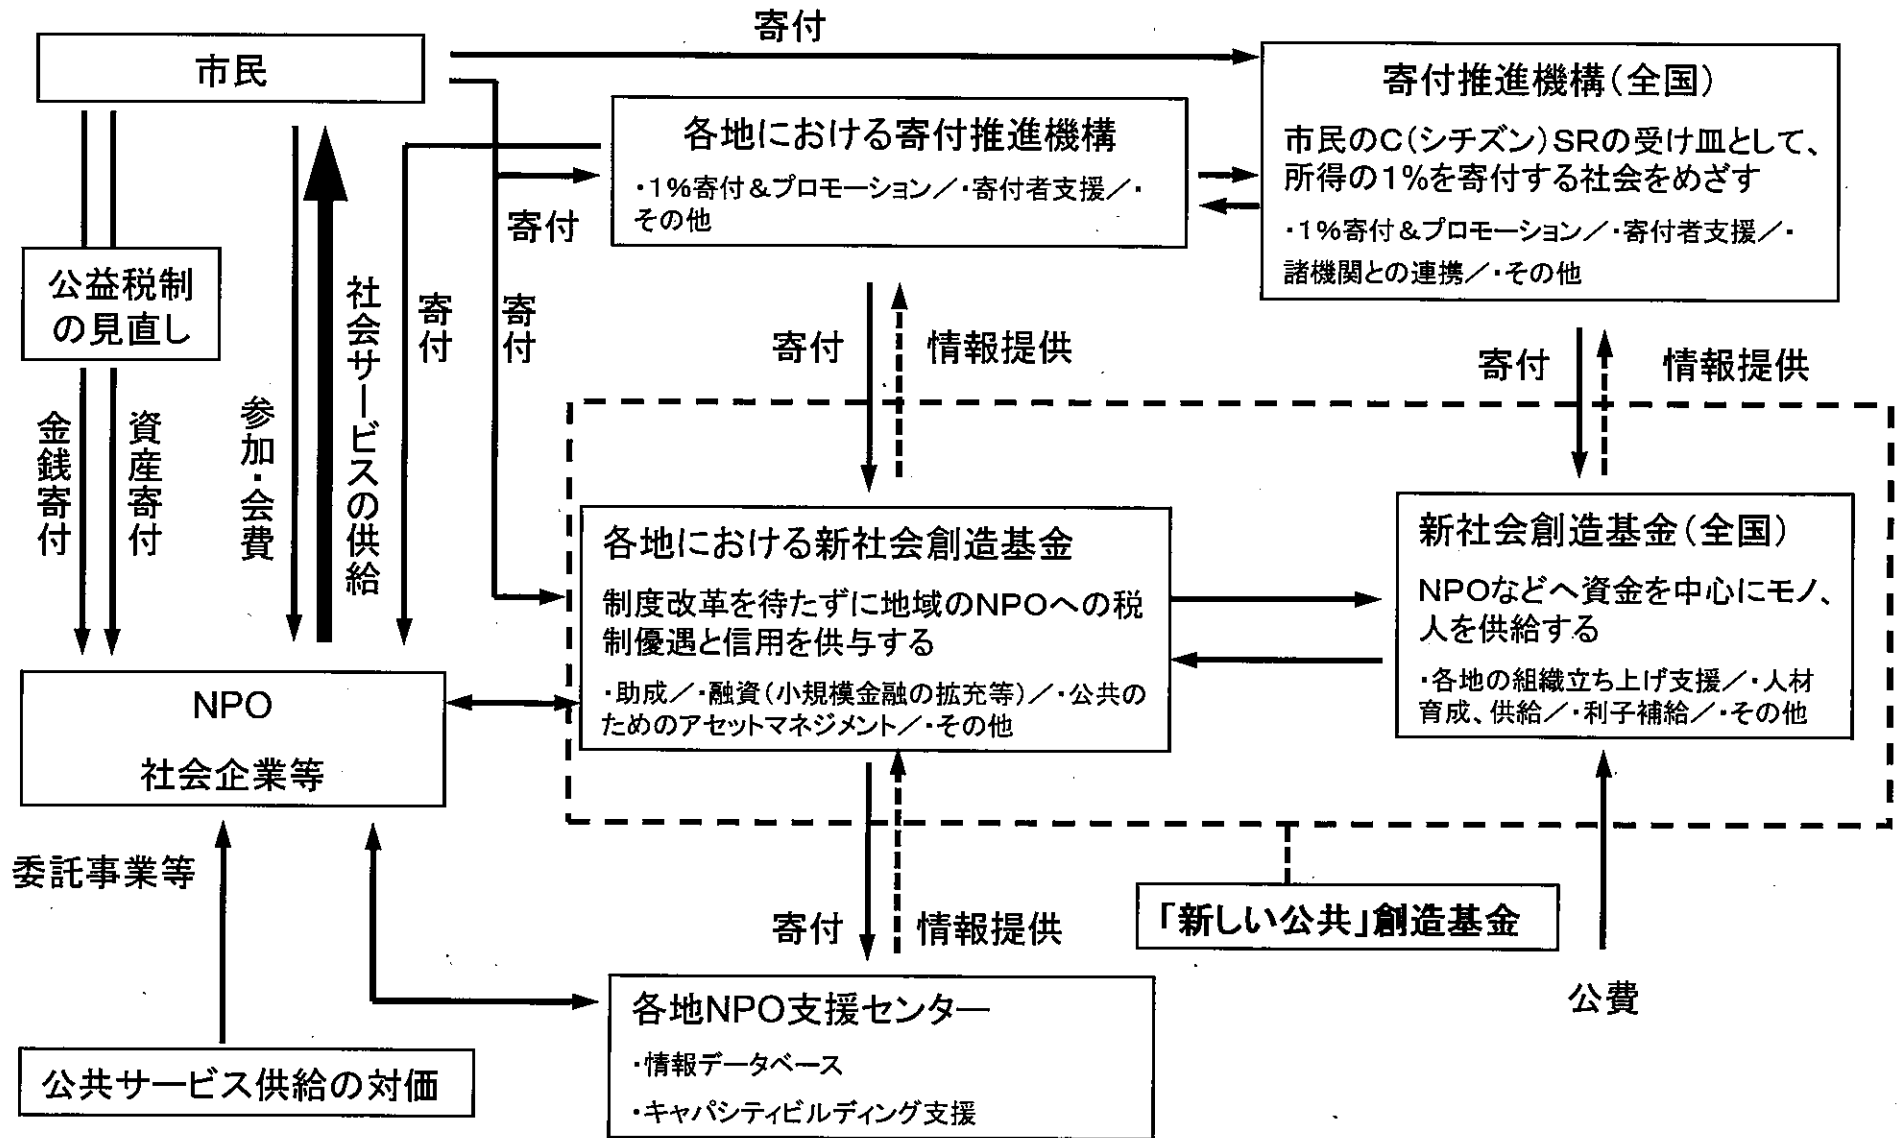 寄付
市民
寄付推進機構（全国）
市民のC（シチズン）SRの受け皿として、
所得の1%を寄付する社会をめざす
・1%寄付＆プロモーション／・寄付者支援／・
諸機関との連携／・その他
各地における寄付推進機構
・1%寄付＆プロモーション／・寄付者支援／・
その他
寄付
公益税制
の見直し
社会サービスの供給
寄付
寄付
寄付
情報提供
寄付
情報提供
金銭寄付
資産寄付
参加・会費
各地における新社会創造基金
制度改革を待たずに地域のNPOへの税
制優遇と信用を供与する
・助成／・融資（小規模金融の拡充等）／・公共の
ためのアセットマネジメント／・その他
新社会創造基金（全国）
NPOなどへ資金を中心にモノ、
人を供給する
・各地の組織立ち上げ支援／・人材
育成、供給／・利子補給／・その他
NPO
社会企業等
委託事業等
寄付
情報提供
「新しい公共」創造基金
公費
各地NPO支援センター
・情報データベース
・キャパシティビルディング支援
公共サービス供給の対価